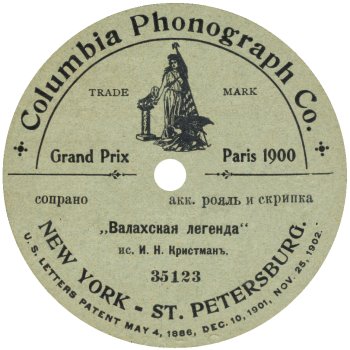 Columbia Phonograph Co.
TRADE MARK
Grand Prix Paris 1900
сопрано акк. рояль и скрипка
„Валахская легенда“
ис. И. Н. Кристманъ.
35123
NEW YORK - ST. PETERSBURG.
U. S. LETTERS PATENT MAY 4, 1886, DEC. 10, 1901, NOV. 25, 1902.